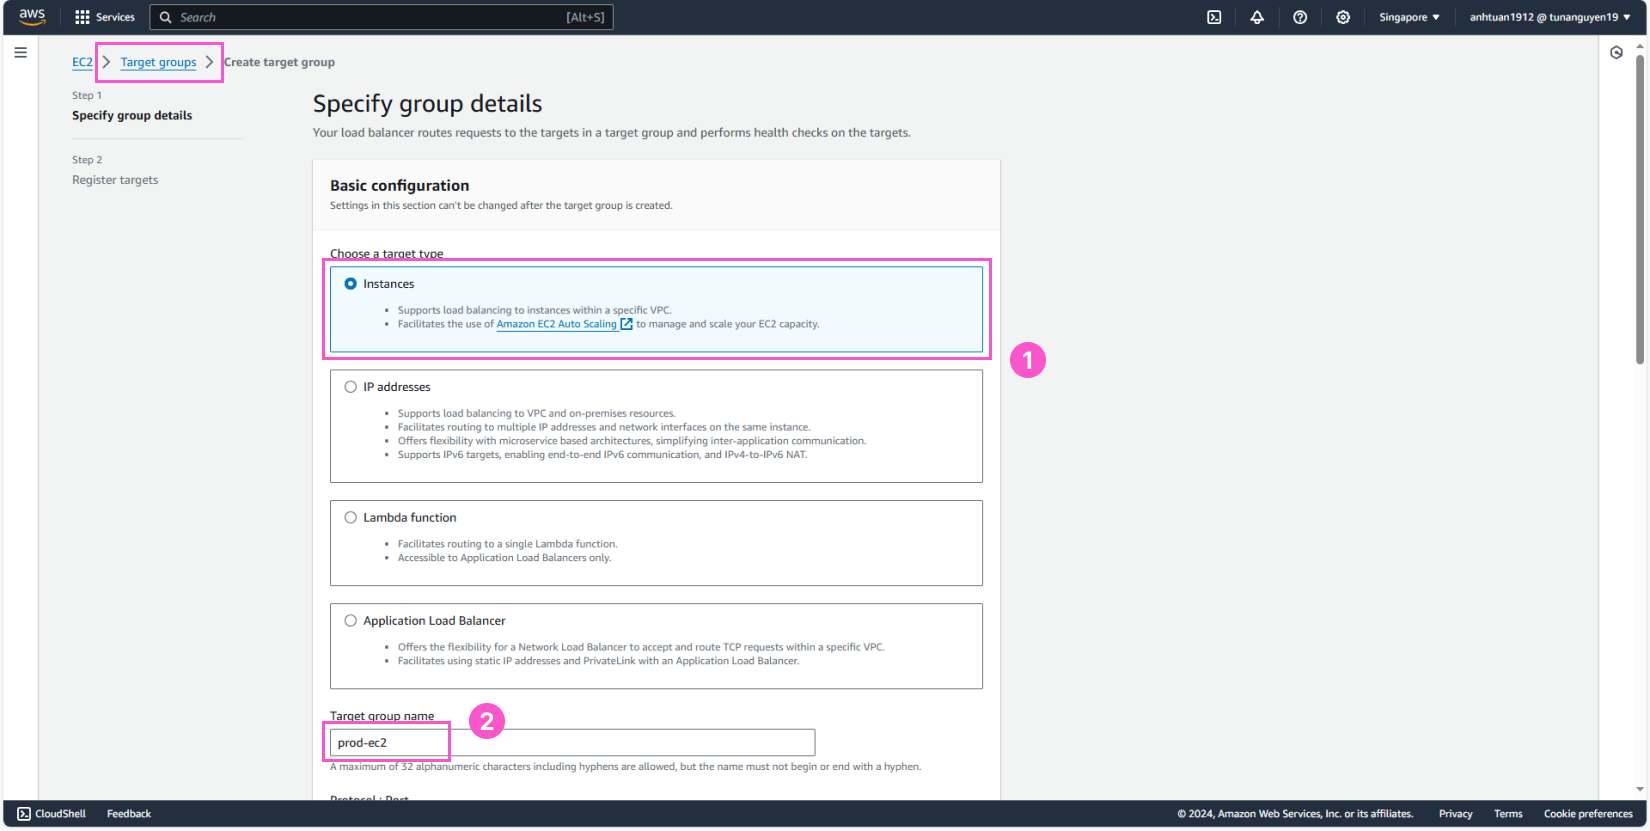 aws
Services
Search
[Alt+S]
Singapore
anhtuan1912 @ tunanguyen19
EC2
Target groups
Create target group
Step 1
Specify group details
Step 2
Register targets
Specify group details
Your load balancer routes requests to the targets in a target group and performs health checks on the targets.
Basic configuration
Settings in this section can't be changed after the target group is created.
Choose a target type
Instances
• Supports load balancing to instances within a specific VPC.
• Facilitates the use of Amazon EC2 Auto Scaling to manage and scale your EC2 capacity.
1
IP addresses
• Supports load balancing to VPC and on-premises resources.
• Facilitates routing to multiple IP addresses and network interfaces on the same instance.
• Offers flexibility with microservice based architectures, simplifying inter-application communication.
• Supports IPv6 targets, enabling end-to-end IPv6 communication, and IPv4-to-IPv6 NAT.
Lambda function
• Facilitates routing to a single Lambda function.
• Accessible to Application Load Balancers only.
Application Load Balancer
• Offers the flexibility for a Network Load Balancer to accept and route TCP requests within a specific VPC.
• Facilitates using static IP addresses and PrivateLink with an Application Load Balancer.
Target group name
2
prod-ec2
A maximum of 32 alphanumeric characters including hyphens are allowed, but the name must not begin or end with a hyphen.
Protocol : Port
CloudShell
Feedback
© 2024, Amazon Web Services, Inc. or its affiliates.
Privacy
Terms
Cookie preferences